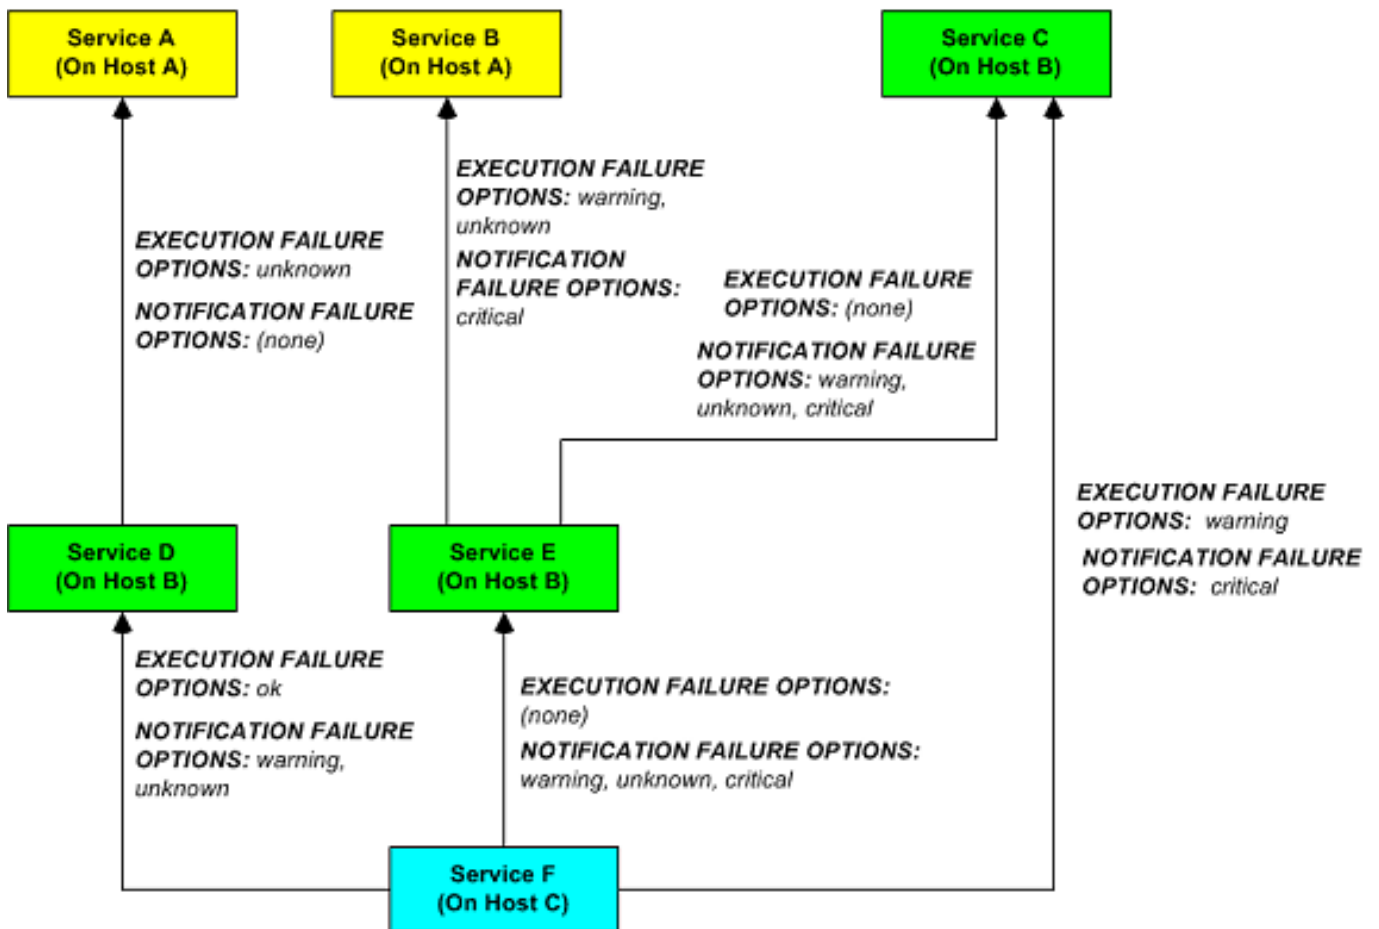 Service A
(On Host A)
Service B
(On Host A)
Service C
(On Host B)
EXECUTION FAILURE
OPTIONS: unknown
NOTIFICATION FAILURE
OPTIONS: (none)
EXECUTION FAILURE
OPTIONS: warning,
unknown
NOTIFICATION
FAILURE OPTIONS:
critical
EXECUTION FAILURE
OPTIONS: (none)
NOTIFICATION FAILURE
OPTIONS: warning,
unknown, critical
EXECUTION FAILURE
OPTIONS: warning
NOTIFICATION FAILURE
OPTIONS: critical
Service D
(On Host B)
Service E
(On Host B)
EXECUTION FAILURE
OPTIONS: ok
NOTIFICATION FAILURE
OPTIONS: warning,
unknown
EXECUTION FAILURE OPTIONS:
(none)
NOTIFICATION FAILURE OPTIONS:
warning, unknown, critical
Service F
(On Host C)